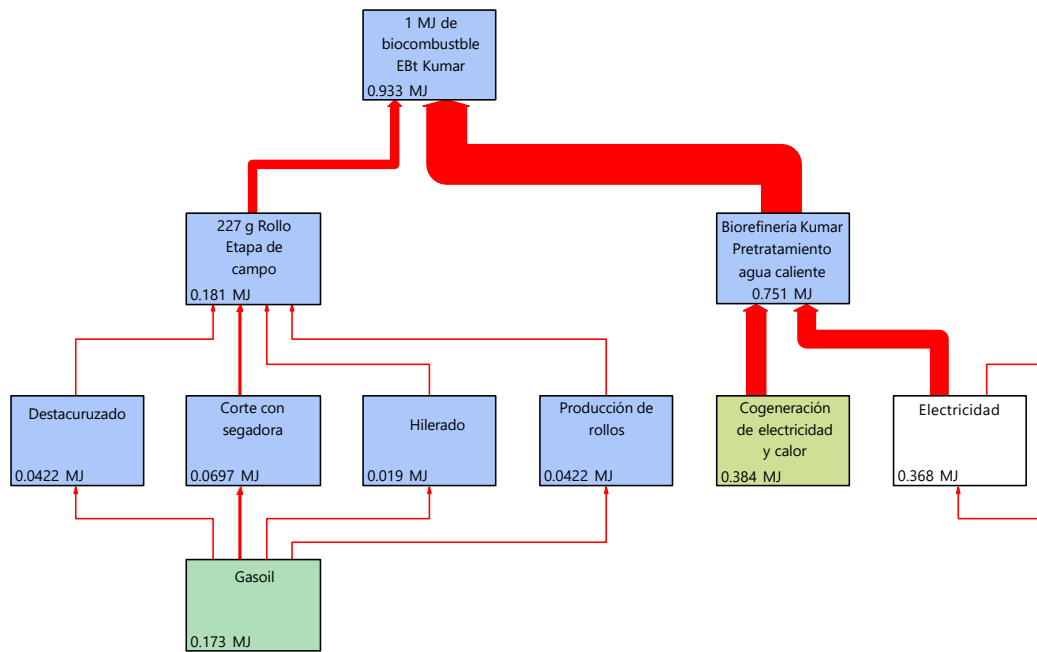 1 MJ de
biocombustble
EBt Kumar
0.933 MJ
227 g Rollo
Etapa de
campo
0.181 MJ
Biorefinería Kumar
Pretratamiento
agua caliente
0.751 MJ
Destacuruzado
0.0422 MJ
Corte con
segadora
0.0697 MJ
Hilerado
0.019 MJ
Producción de
rollos
0.0422 MJ
Cogeneración
de electricidad
y calor
0.384 MJ
Electricidad
0.368 MJ
Gasoil
0.173 MJ